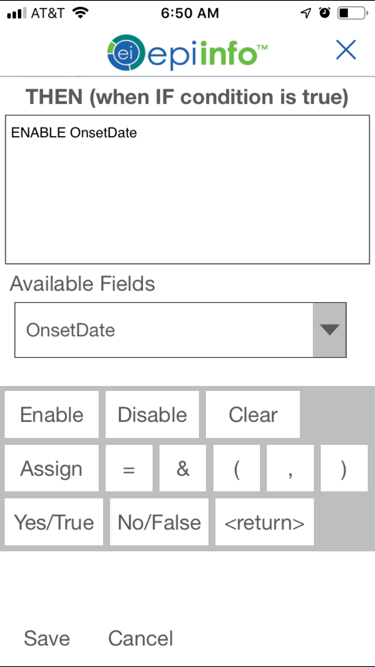 AT&T 6:50 AM
ei epiinfo™
THEN (when IF condition is true)
ENABLE OnsetDate
Available Fields
OnsetDate
Enable Disable Clear
Assign = & ( , )
Yes/True No/False <return>
Save Cancel